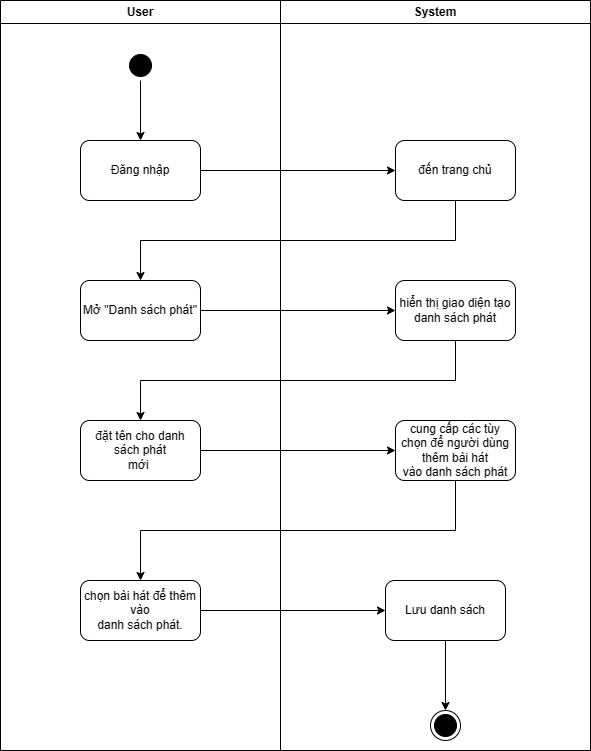 User
System
Đăng nhập
đến trang chủ
Mở "Danh sách phát"
hiển thị giao diện tạo
danh sách phát
đặt tên cho danh
sách phát
mới
cung cấp các tùy
chọn để người dùng
thêm bài hát
vào danh sách phát
chọn bài hát để thêm
vào
danh sách phát.
Lưu danh sách